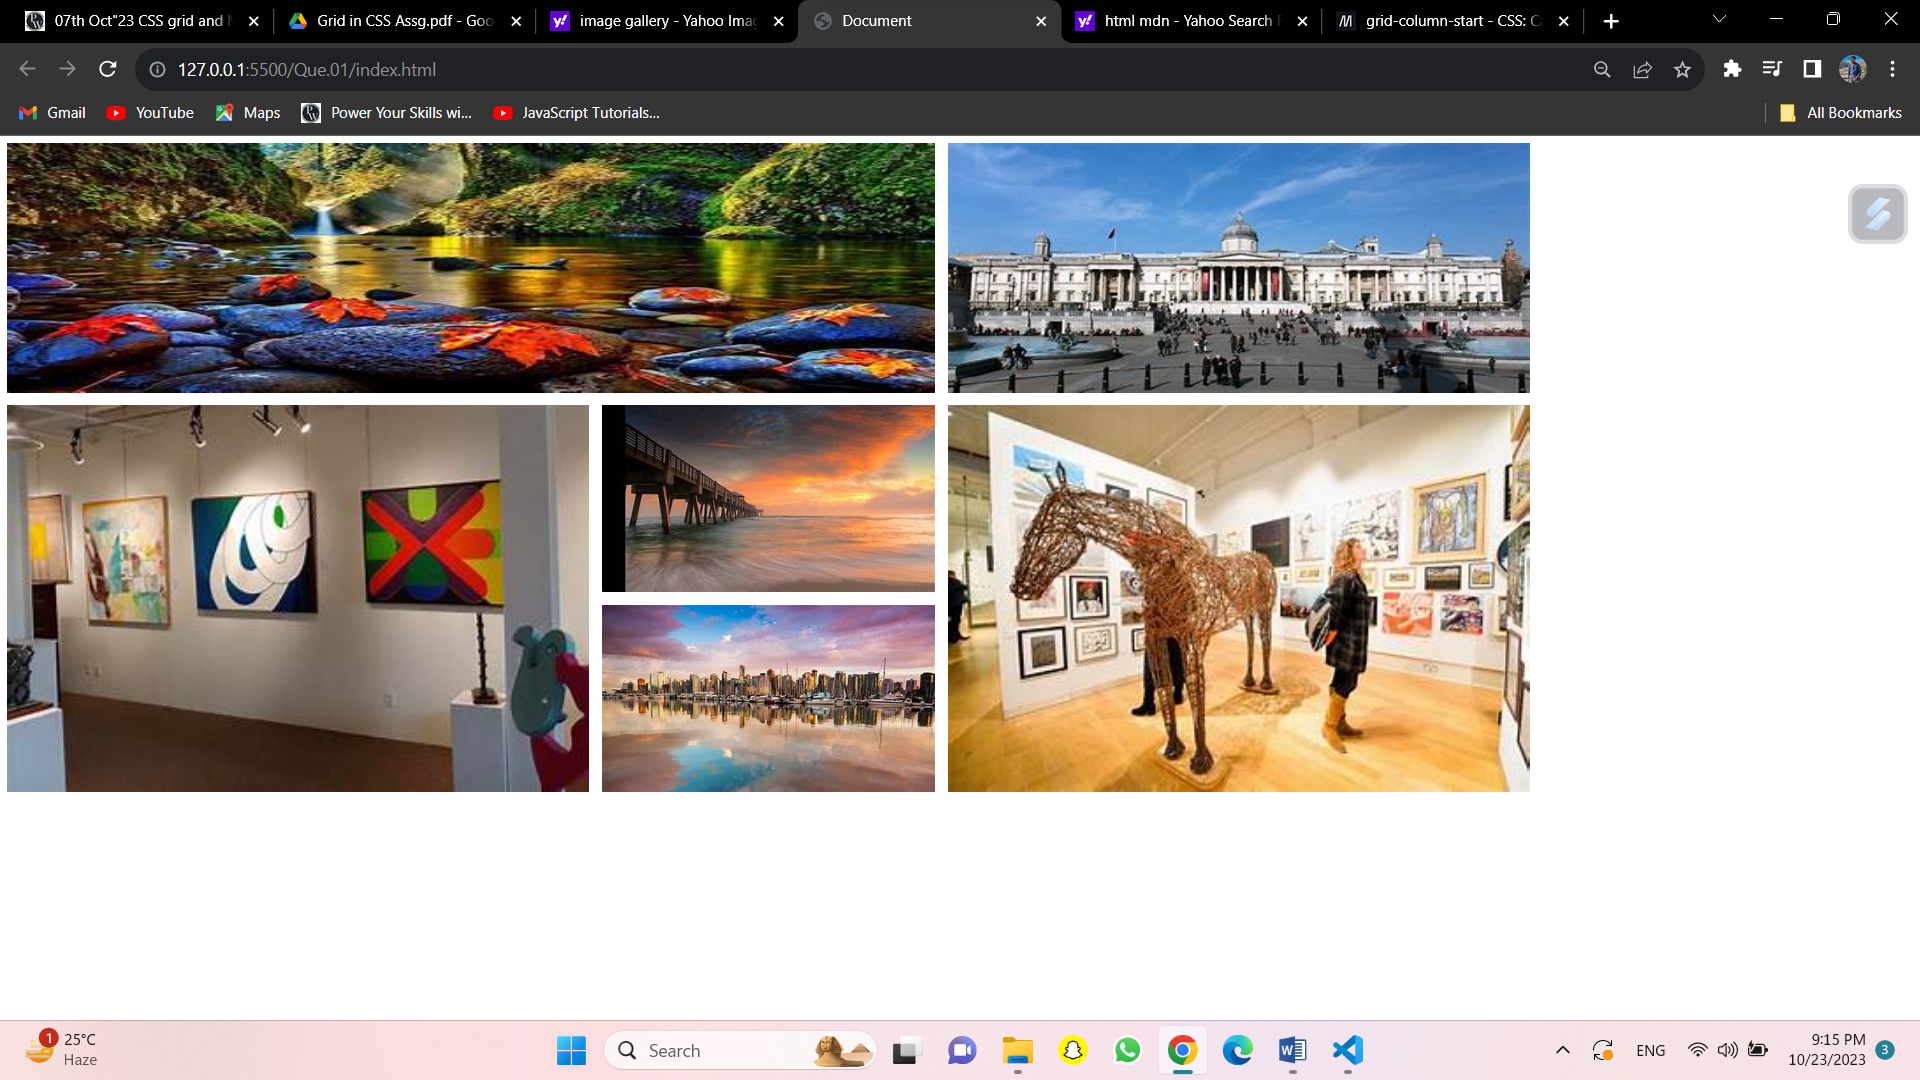 07th Oct"23 CSS grid and
Grid in CSS Assg.pdf - Goo
image gallery - Yahoo Imag
Document
html mdn - Yahoo Search
grid-column-start - CSS: C
127.0.0.1:5500/Que.01/index.html
Gmail
YouTube
Maps
Power Your Skills wi...
JavaScript Tutorials...
All Bookmarks
1
25°C
Haze
Search
ENG
9:15 PM
10/23/2023
3